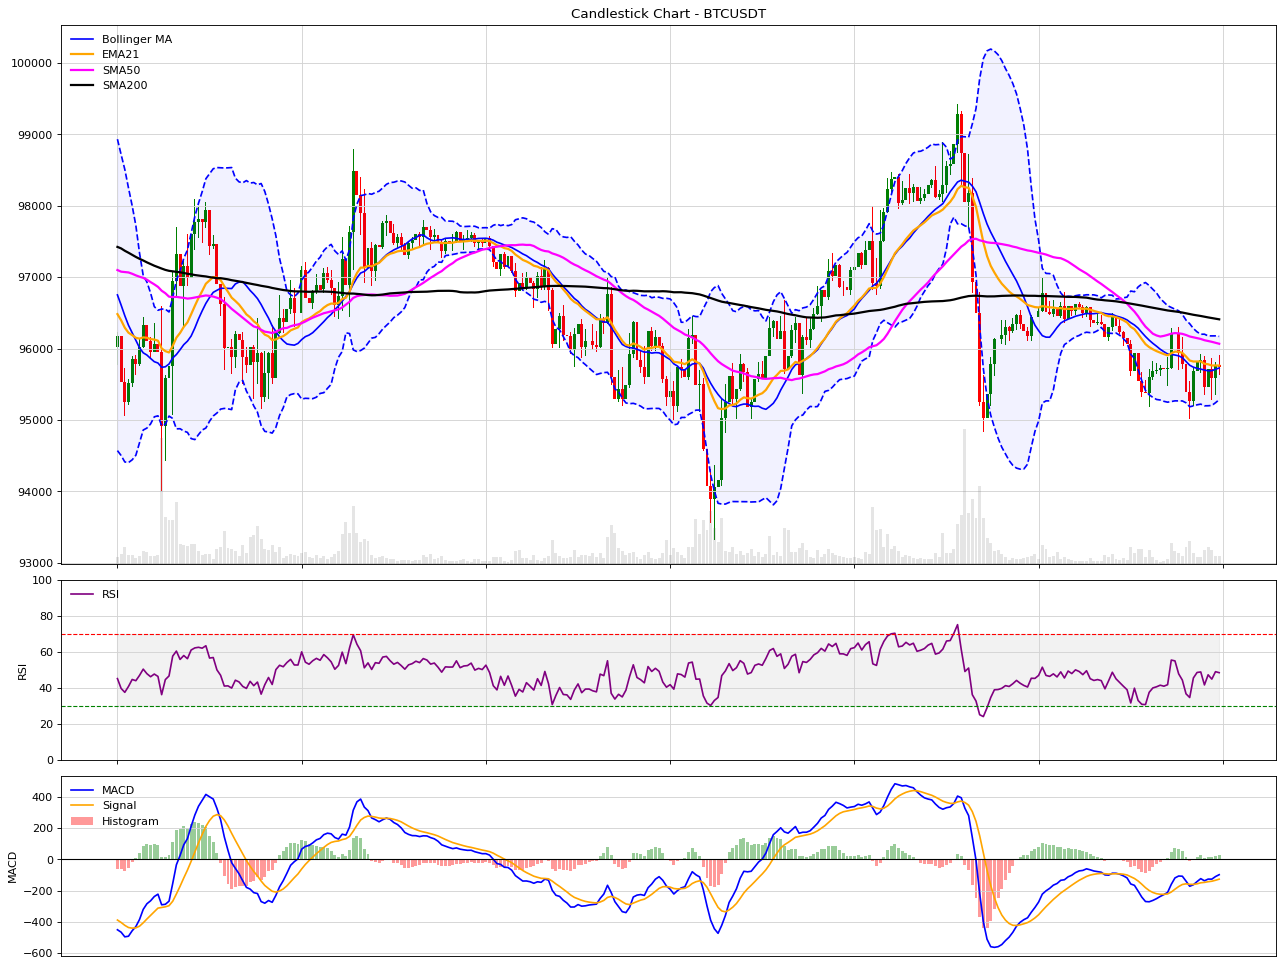 Candlestick Chart - BTCUSDT
Bollinger MA
EMA21
SMA50
SMA200
100000
99000
98000
97000
96000
95000
94000
93000
100
80
60
40
20
0
RSI
RSI
400
200
0
−200
−400
−600
MACD
MACD
Signal
Histogram